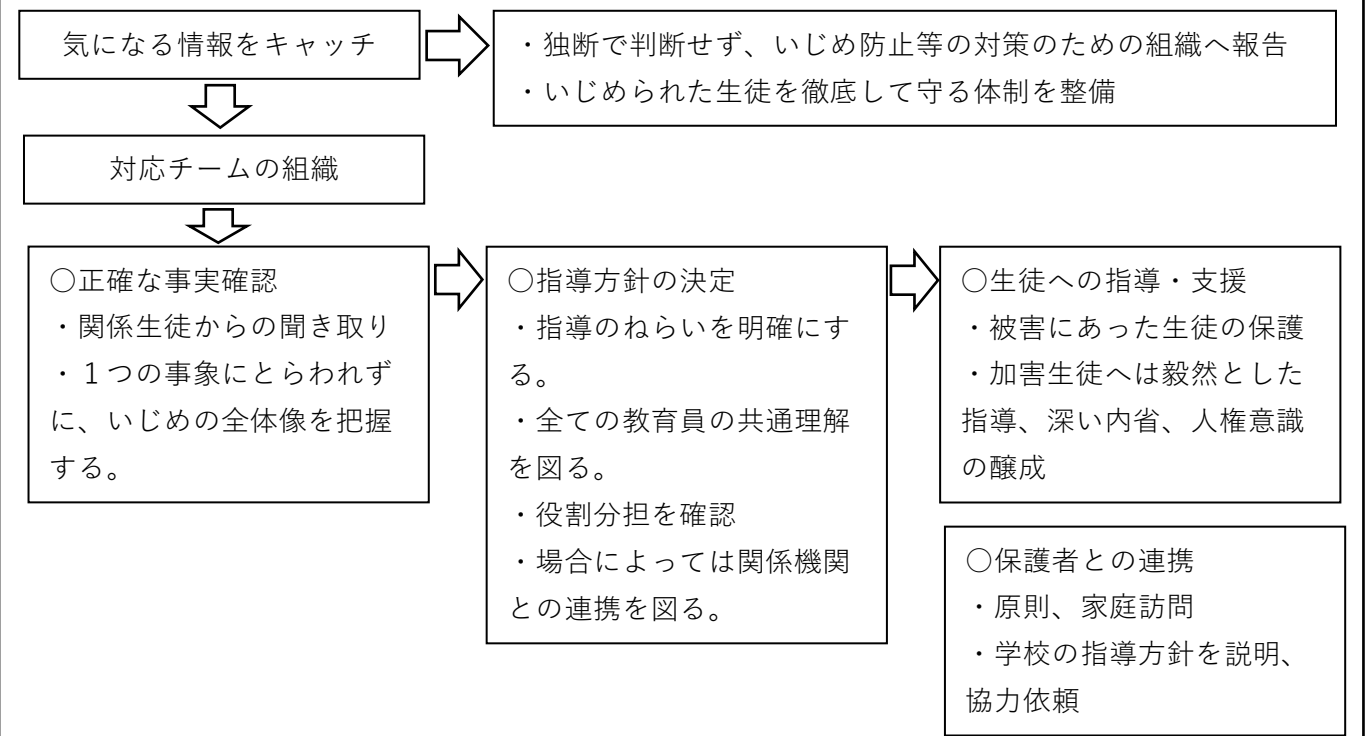 気になる情報をキャッチ
・独断で判断せず、いじめ防止等の対策のための組織へ報告
・いじめられた生徒を徹底して守る体制を整備
対応チームの組織
○正確な事実確認
・関係生徒からの聞き取り
・１つの事象にとらわれず
に、いじめの全体像を把握
する。
○指導方針の決定
・指導のねらいを明確にす
る。
・全ての教育員の共通理解
を図る。
・役割分担を確認
・場合によっては関係機関
との連携を図る。
○生徒への指導・支援
・被害にあった生徒の保護
・加害生徒へは毅然とした
指導、深い内省、人権意識
の醸成
○保護者との連携
・原則、家庭訪問
・学校の指導方針を説明、
協力依頼